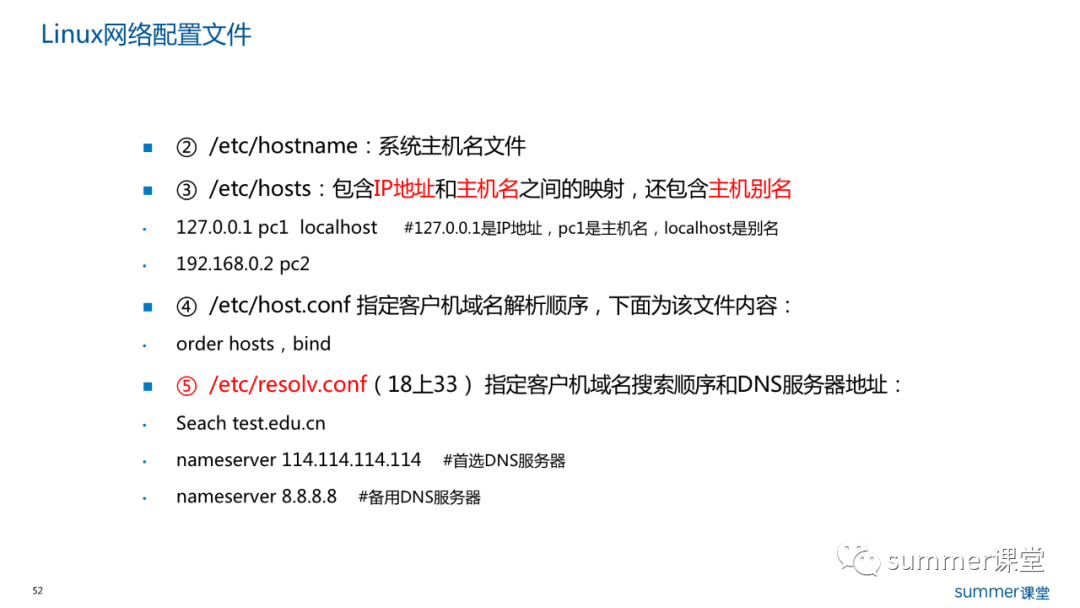 Linux网络配置文件
② /etc/hostname：系统主机名文件
③ /etc/hosts：包含IP地址和主机名之间的映射，还包含主机别名
127.0.0.1 pc1 localhost #127.0.0.1是IP地址，pc1是主机名，localhost是别名
192.168.0.2 pc2
④ /etc/host.conf 指定客户机域名解析顺序，下面为该文件内容：
order hosts，bind
⑤ /etc/resolv.conf（18上33） 指定客户机域名搜索顺序和DNS服务器地址：
Seach test.edu.cn
nameserver 114.114.114.114 #首选DNS服务器
nameserver 8.8.8.8 #备用DNS服务器
summer课堂
52
summer课堂